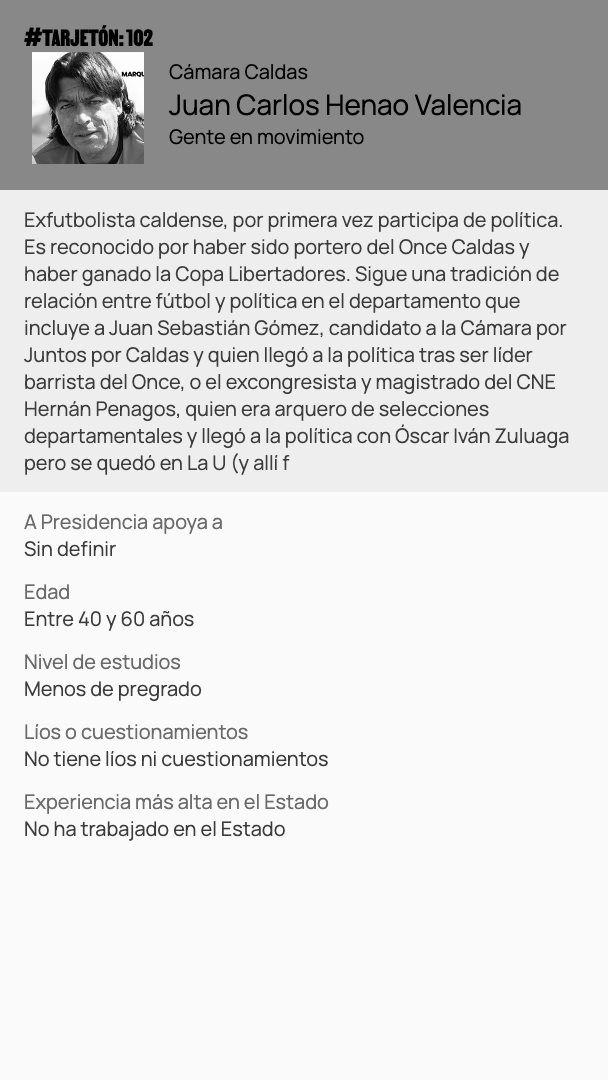 #TARJETÓN: 102
MARQU
Cámara Caldas
Juan Carlos Henao Valencia
Gente en movimiento
Exfutbolista caldense, por primera vez participa de política.
Es reconocido por haber sido portero del Once Caldas y
haber ganado la Copa Libertadores. Sigue una tradición de
relación entre fútbol y política en el departamento que
incluye a Juan Sebastián Gómez, candidato a la Cámara por
Juntos por Caldas y quien llegó a la política tras ser líder
barrista del Once, o el excongresista y magistrado del CNE
Hernán Penagos, quien era arquero de selecciones
departamentales y llegó a la política con Óscar Iván Zuluaga
pero se quedó en La U (y allí f
A Presidencia apoya a
Sin definir
Edad
Entre 40 y 60 años
Nivel de estudios
Menos de pregrado
Líos o cuestionamientos
No tiene líos ni cuestionamientos
Experiencia más alta en el Estado
No ha trabajado en el Estado